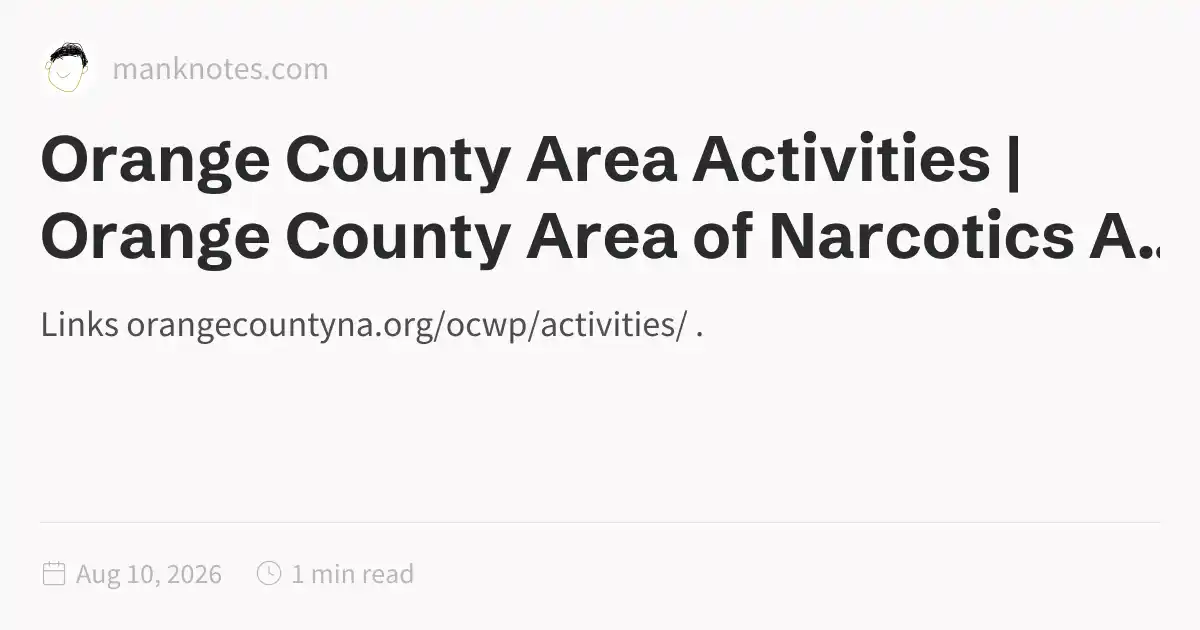 manknotes.com
Orange County Area Activities |
Orange County Area of Narcotics A..
Links orangecountyna.org/ocwp/activities/ .
Aug 10, 2026 1 min read